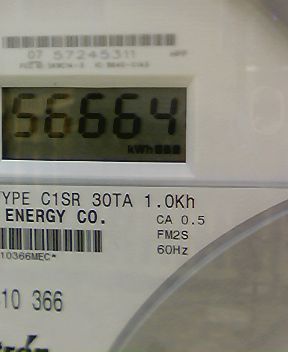 07 57245311
56664
kWh
TYPE C1SR 30TA 1.0Kh
ENERGY CO.
CA 0.5
FM2S
60Hz
10366MEC*
10 366